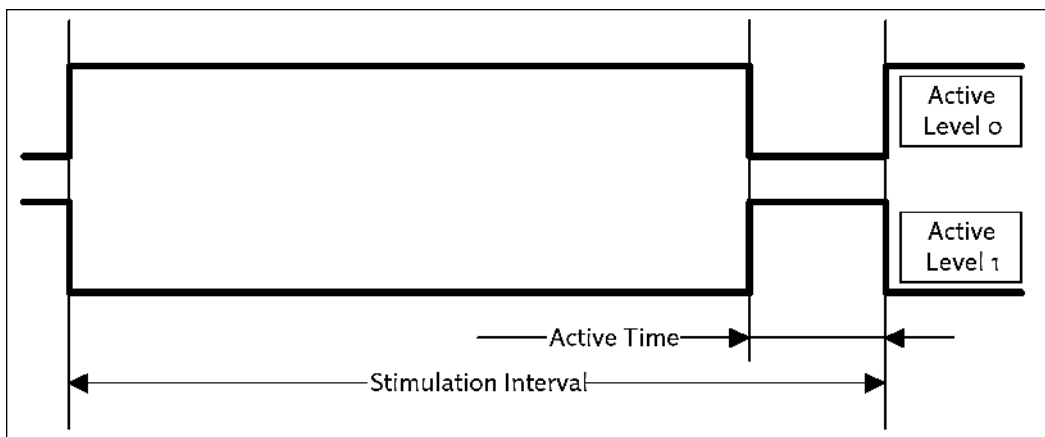 Active
Level 0
Active
Level 1
Active Time
Stimulation Interval